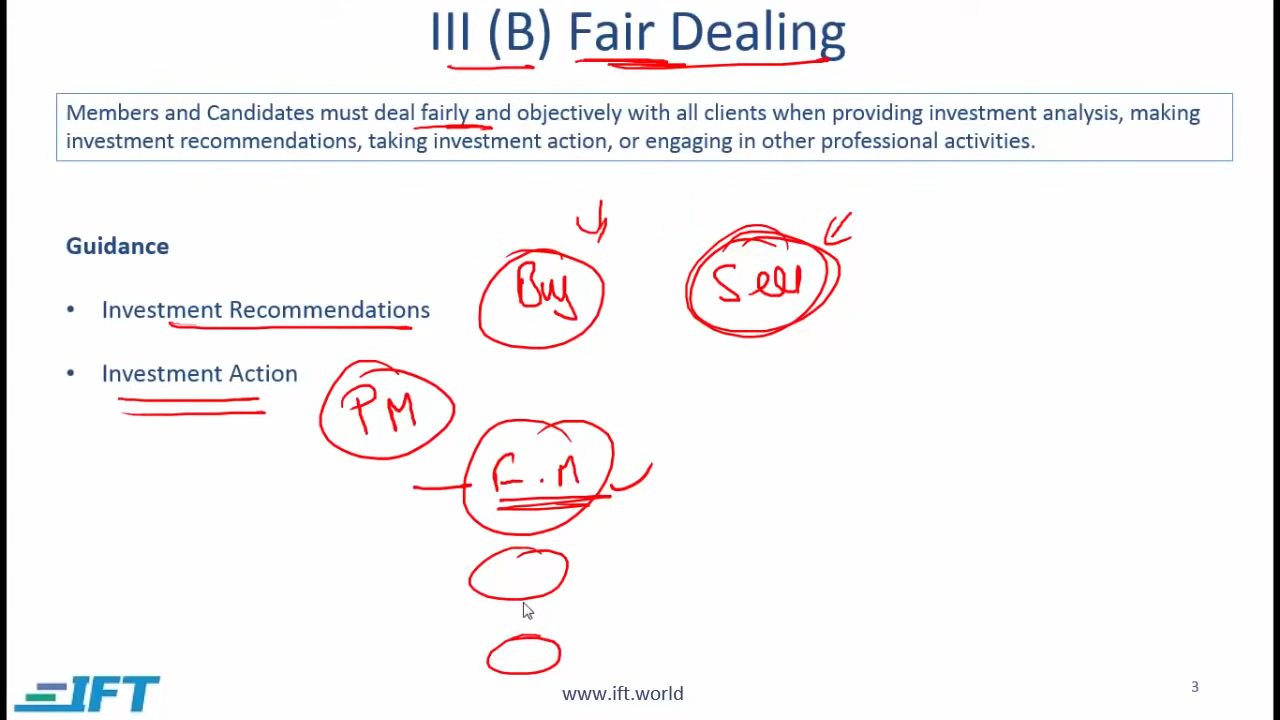 III (B) Fair Dealing
Members and Candidates must deal fairly and objectively with all clients when providing investment analysis, making
investment recommendations, taking investment action, or engaging in other professional activities.
Guidance
Buy
Sell
• Investment Recommendations
• Investment Action
PM
F.M
IFT
www.ift.world
3